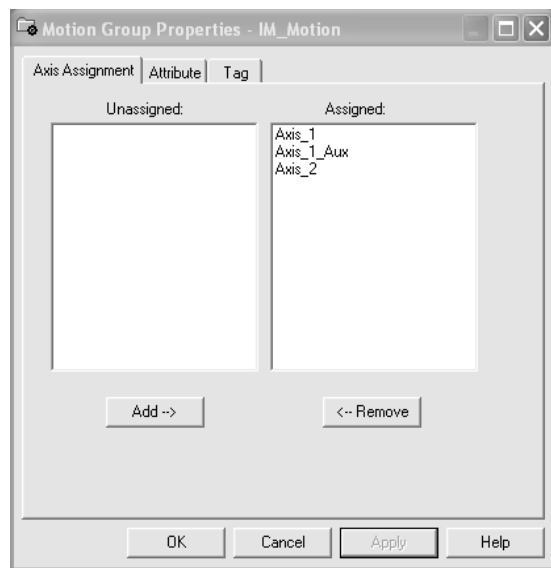 Motion Group Properties - IM_Motion
Axis Assignment Attribute Tag
Unassigned: Assigned:
Axis_1
Axis_1_Aux
Axis_2
Add --> <-- Remove
OK Cancel Apply Help